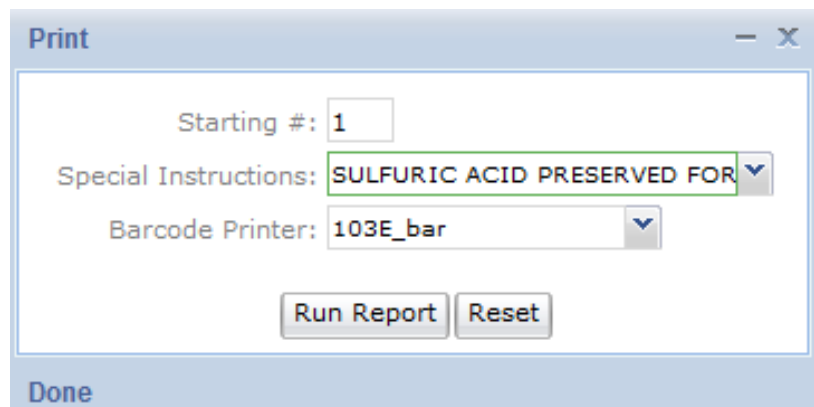 Print
Starting #: 1
Special Instructions: SULFURIC ACID PRESERVED FOR
Barcode Printer: 103E_bar
Run Report Reset
Done